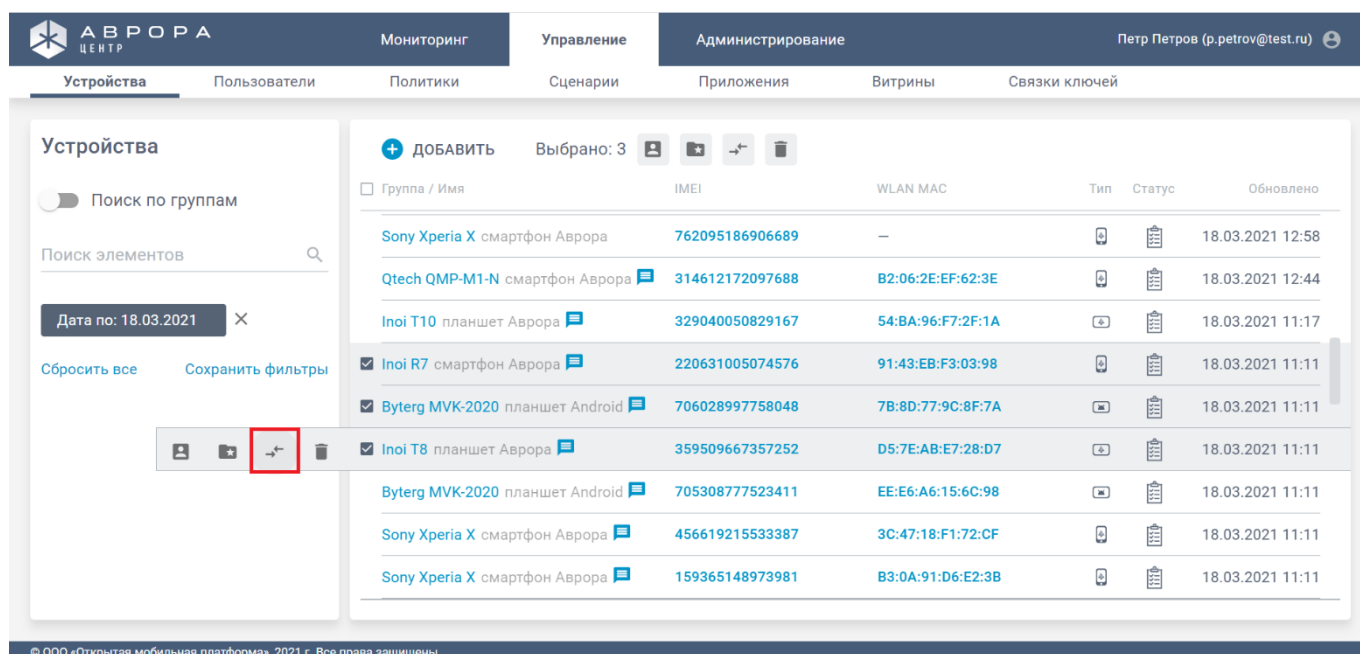 АВРОРА
ЦЕНТР
Мониторинг Управление Администрирование Петр Петров (p.petrov@test.ru)
Устройства Пользователи Политики Сценарии Приложения Витрины Связки ключей
Устройства
Поиск по группам
Поиск элементов
Дата по: 18.03.2021
Сбросить все Сохранить фильтры
ДОБАВИТЬ Выбрано: 3
Группа / Имя IMEI WLAN MAC Тип Статус Обновлено
Sony Xperia X смартфон Аврора 762095186906689 — 18.03.2021 12:58
Qtech QMP-M1-N смартфон Аврора 314612172097688 B2:06:2E:EF:62:3E 18.03.2021 12:44
Inoi T10 планшет Аврора 329040050829167 54:BA:96:F7:2F:1A 18.03.2021 11:17
Inoi R7 смартфон Аврора 220631005074576 91:43:EB:F3:03:98 18.03.2021 11:11
Byterg MVK-2020 планшет Android 706028997758048 7B:8D:77:9C:8F:7A 18.03.2021 11:11
Inoi T8 планшет Аврора 359509667357252 D5:7E:AB:E7:28:D7 18.03.2021 11:11
Byterg MVK-2020 планшет Android 705308777523411 EE:E6:A6:15:6C:98 18.03.2021 11:11
Sony Xperia X смартфон Аврора 456619215533387 3C:47:18:F1:72:CF 18.03.2021 11:11
Sony Xperia X смартфон Аврора 159365148973981 B3:0A:91:D6:E2:3B 18.03.2021 11:11
© ООО «Открытая мобильная платформа», 2021 г. Все права защищены